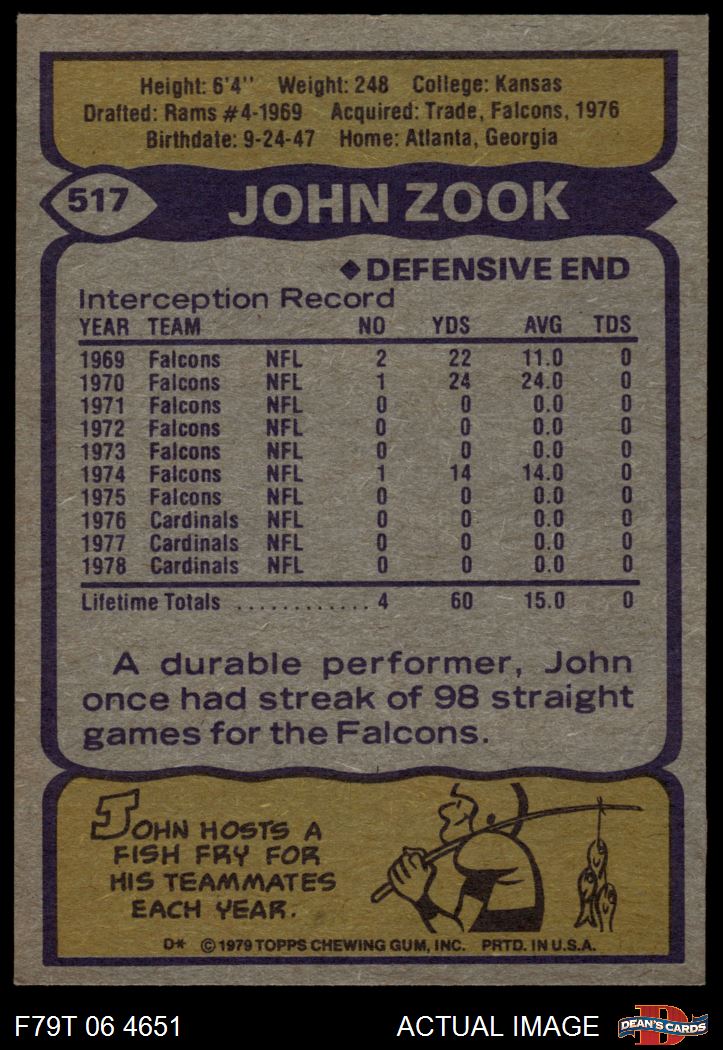 Height: 6'4'' Weight: 248 College: Kansas
Drafted: Rams #4-1969 Acquired: Trade, Falcons, 1976
Birthdate: 9-24-47 Home: Atlanta, Georgia
517 JOHN ZOOK
◆ DEFENSIVE END
Interception Record
YEAR TEAM NO YDS AVG TDS
1969 Falcons NFL 2 22 11.0 0
1970 Falcons NFL 1 24 24.0 0
1971 Falcons NFL 0 0 0.0 0
1972 Falcons NFL 0 0 0.0 0
1973 Falcons NFL 0 0 0.0 0
1974 Falcons NFL 1 14 14.0 0
1975 Falcons NFL 0 0 0.0 0
1976 Cardinals NFL 0 0 0.0 0
1977 Cardinals NFL 0 0 0.0 0
1978 Cardinals NFL 0 0 0.0 0
Lifetime Totals ............ 4 60 15.0 0
A durable performer, John
once had streak of 98 straight
games for the Falcons.
JOHN HOSTS A
FISH FRY FOR
HIS TEAMMATES
EACH YEAR.
D* © 1979 TOPPS CHEWING GUM, INC. PRTD. IN U.S.A.
F79T 06 4651 ACTUAL IMAGE D DEAN'S CARDS